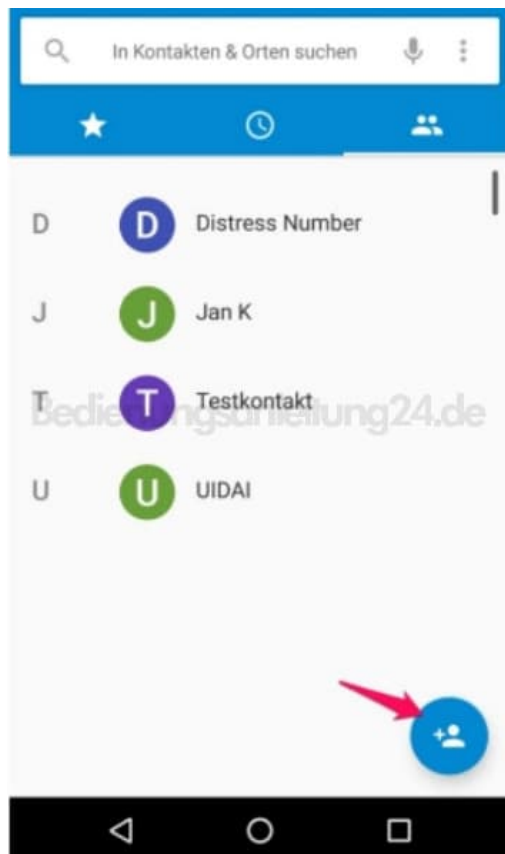 In Kontakten & Orten suchen
D D Distress Number
J J Jan K
T T Testkontakt
Bedienungsanleitung24.de
U U UIDAI